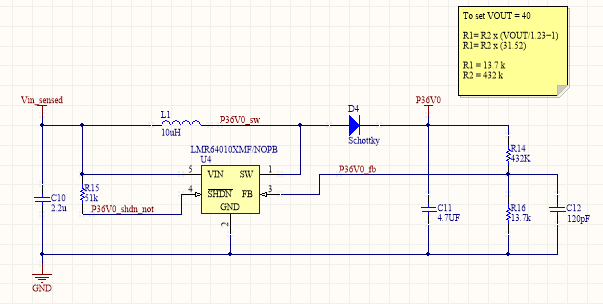 To set VOUT = 40
R1= R2 x (VOUT/1.23-1)
R1= R2 x (31.52)
R1 = 13.7 k
R2 = 432 k
Vin_sensed
L1
10uH
P36V0_sw
D4
Schottky
P36V0
LMR64010XMF/NOPB
U4
R14
432K
P36V0_fb
5
VIN
SW
1
4
SHDN
FB
3
GND
2
R15
51k
P36V0_shdn_not
C10
2.2u
C11
4.7UF
R16
13.7k
C12
120pF
GND